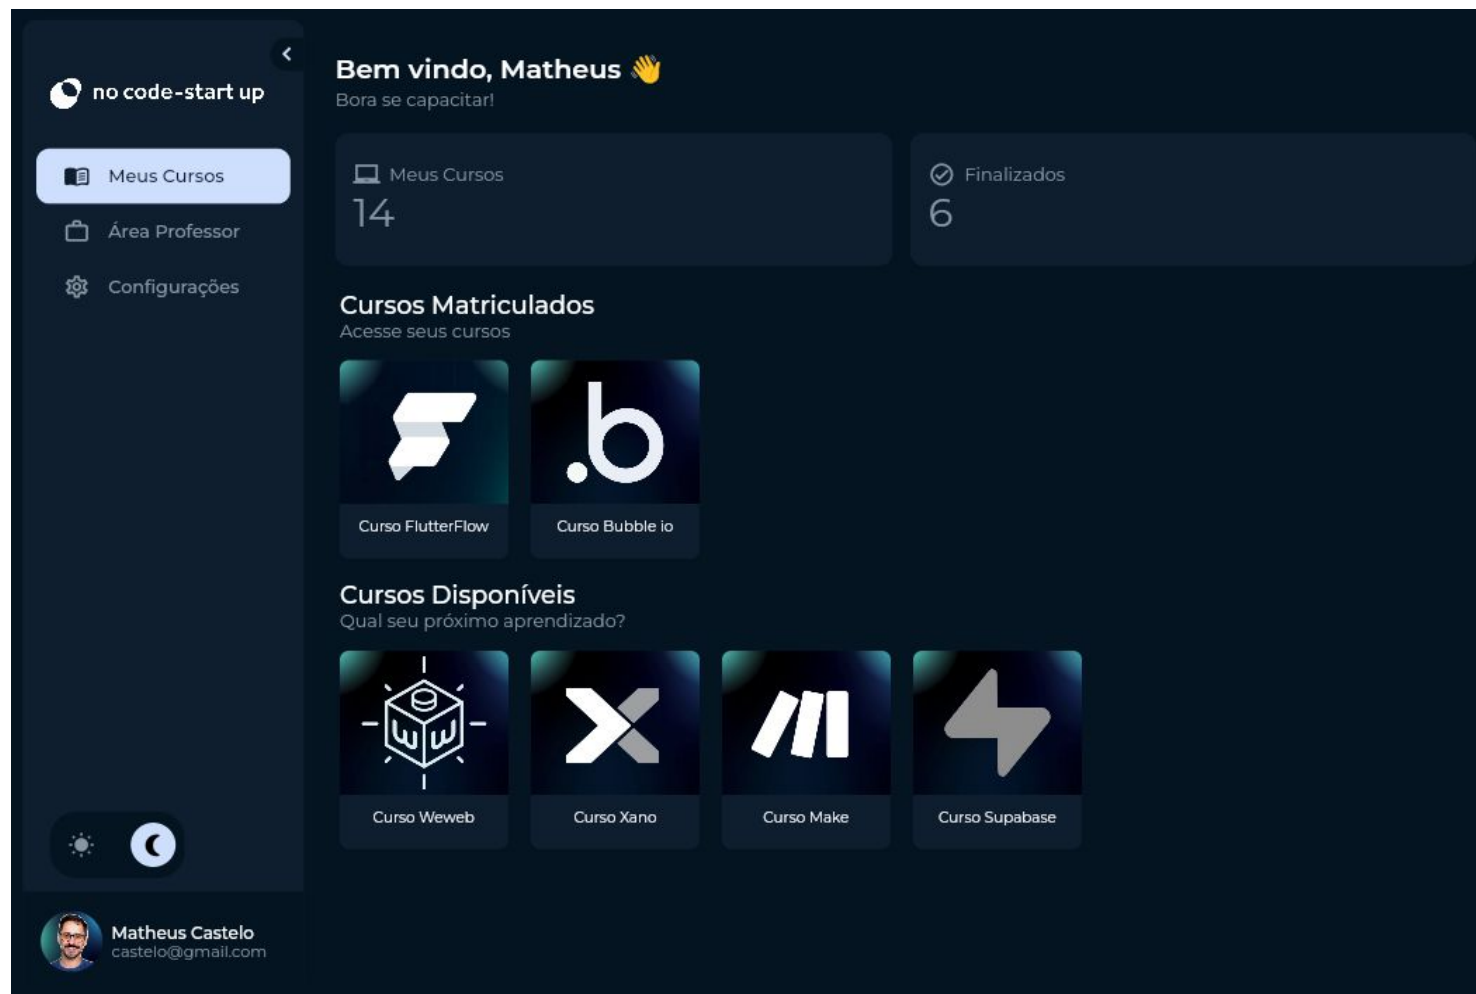 no code-start up
Meus Cursos
Área Professor
Configurações
Matheus Castelo
castelo@gmail.com
Bem vindo, Matheus 👋
Bora se capacitar!
Meus Cursos
14
Finalizados
6
Cursos Matriculados
Acesse seus cursos
.b
Curso FlutterFlow
Curso Bubble io
Cursos Disponíveis
Qual seu próximo aprendizado?
Curso Weweb
Curso Xano
Curso Make
Curso Supabase